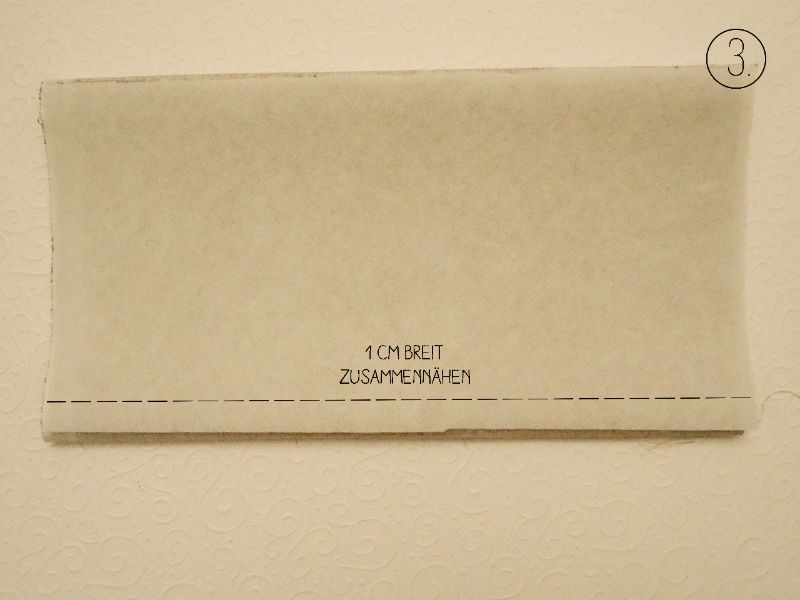 3.
1 CM BREIT
ZUSAMMENNÄHEN